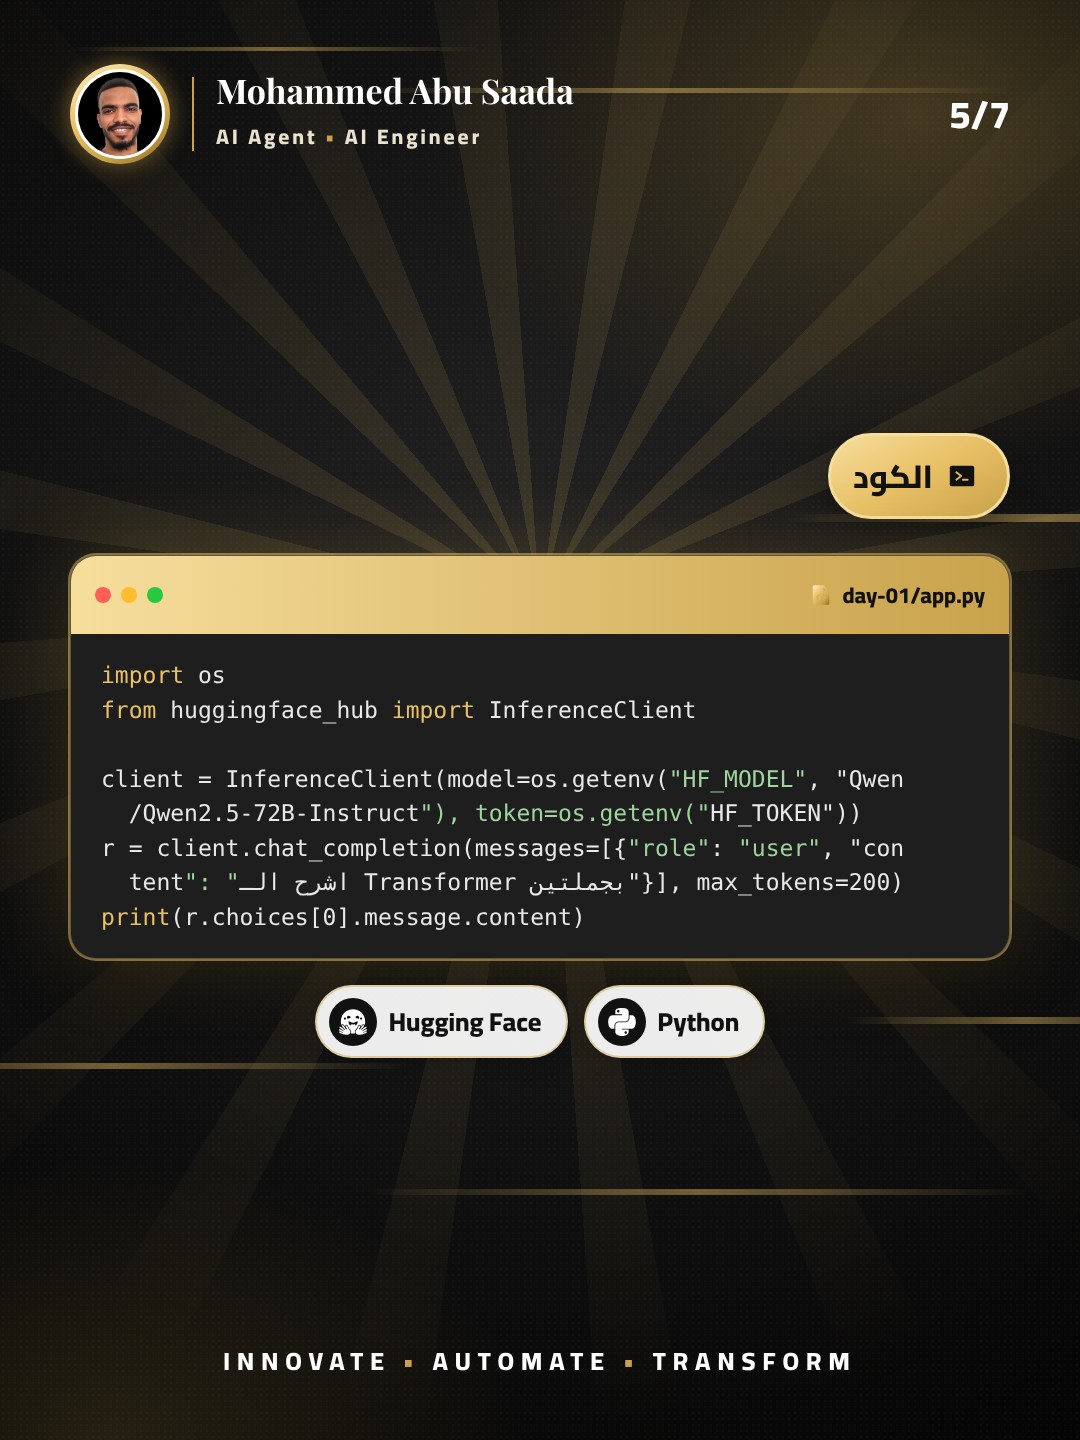 Mohammed Abu Saada
AI Agent ▪ AI Engineer
5/7
الكود
day-01/app.py
import os
from huggingface_hub import InferenceClient
client = InferenceClient(model=os.getenv("HF_MODEL", "Qwen
/Qwen2.5-72B-Instruct"), token=os.getenv("HF_TOKEN"))
r = client.chat_completion(messages=[{"role": "user", "con
tent": "اشرح الـ Transformer بجملتين"}], max_tokens=200)
print(r.choices[0].message.content)
Hugging Face
Python
INNOVATE ▪ AUTOMATE ▪ TRANSFORM